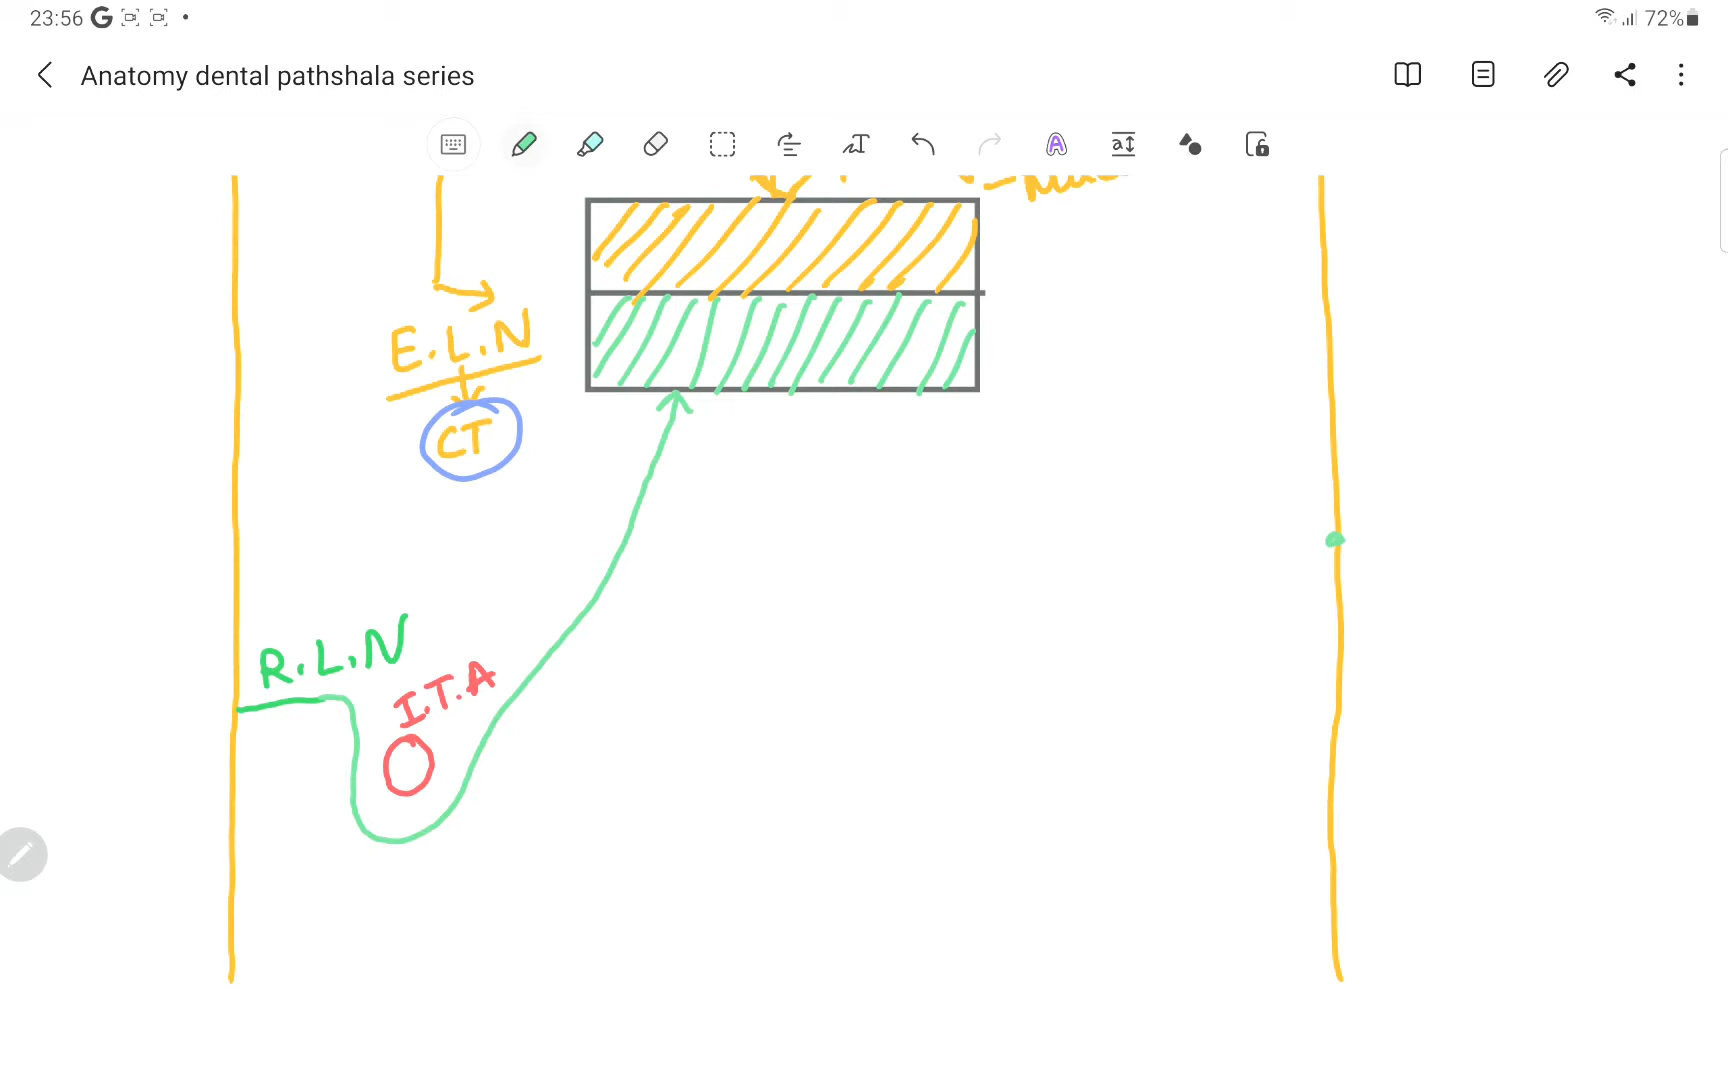 23:56 G 72%
Anatomy dental pathshala series
E.L.N
CT
R.L.N
I.T.A